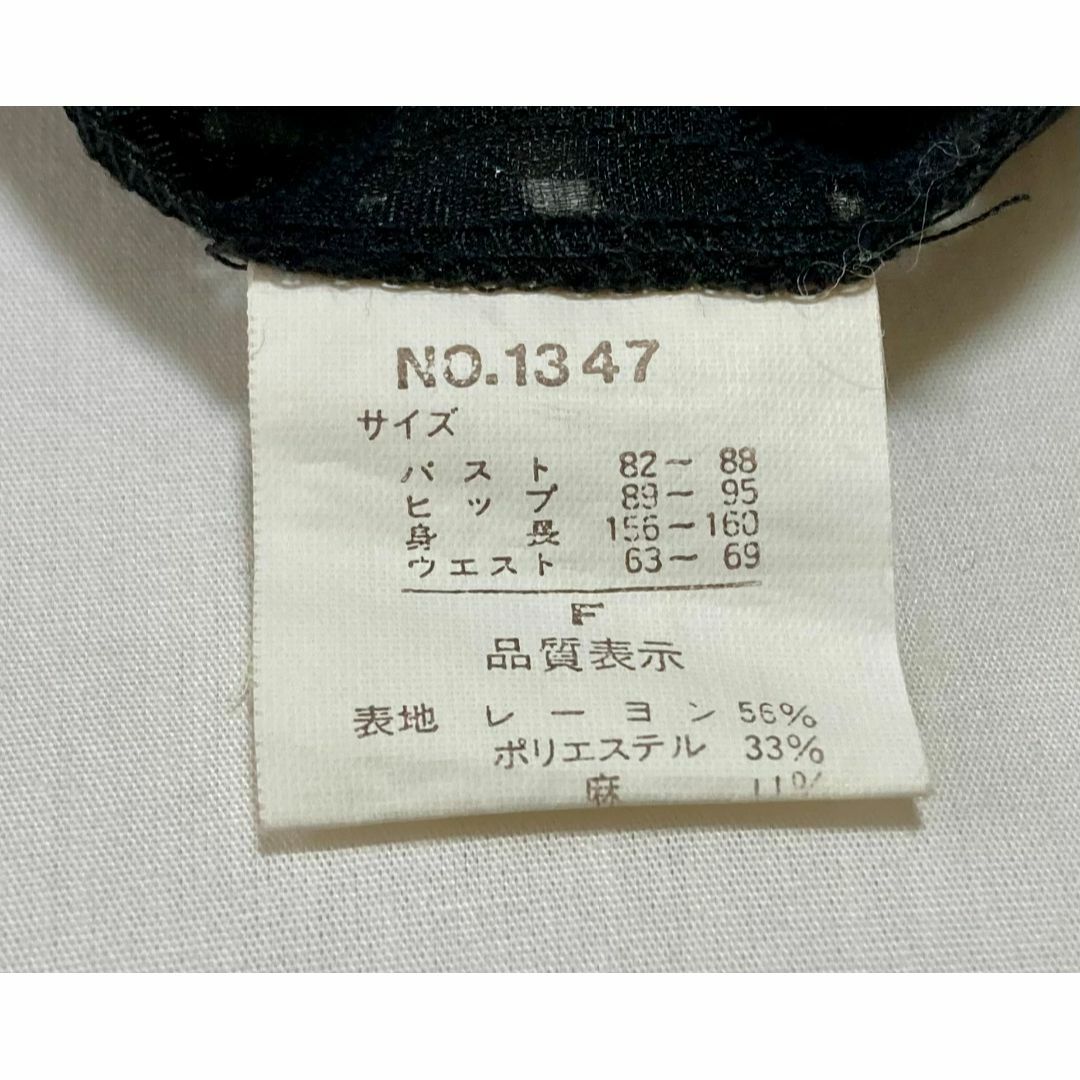 NO.1347
サイズ
バスト 82～ 88
ヒップ 89～ 95
身長 156～160
ウエスト 63～ 69
F
品質表示
表地 レーヨン 56%
ポリエステル 33%
麻 11%